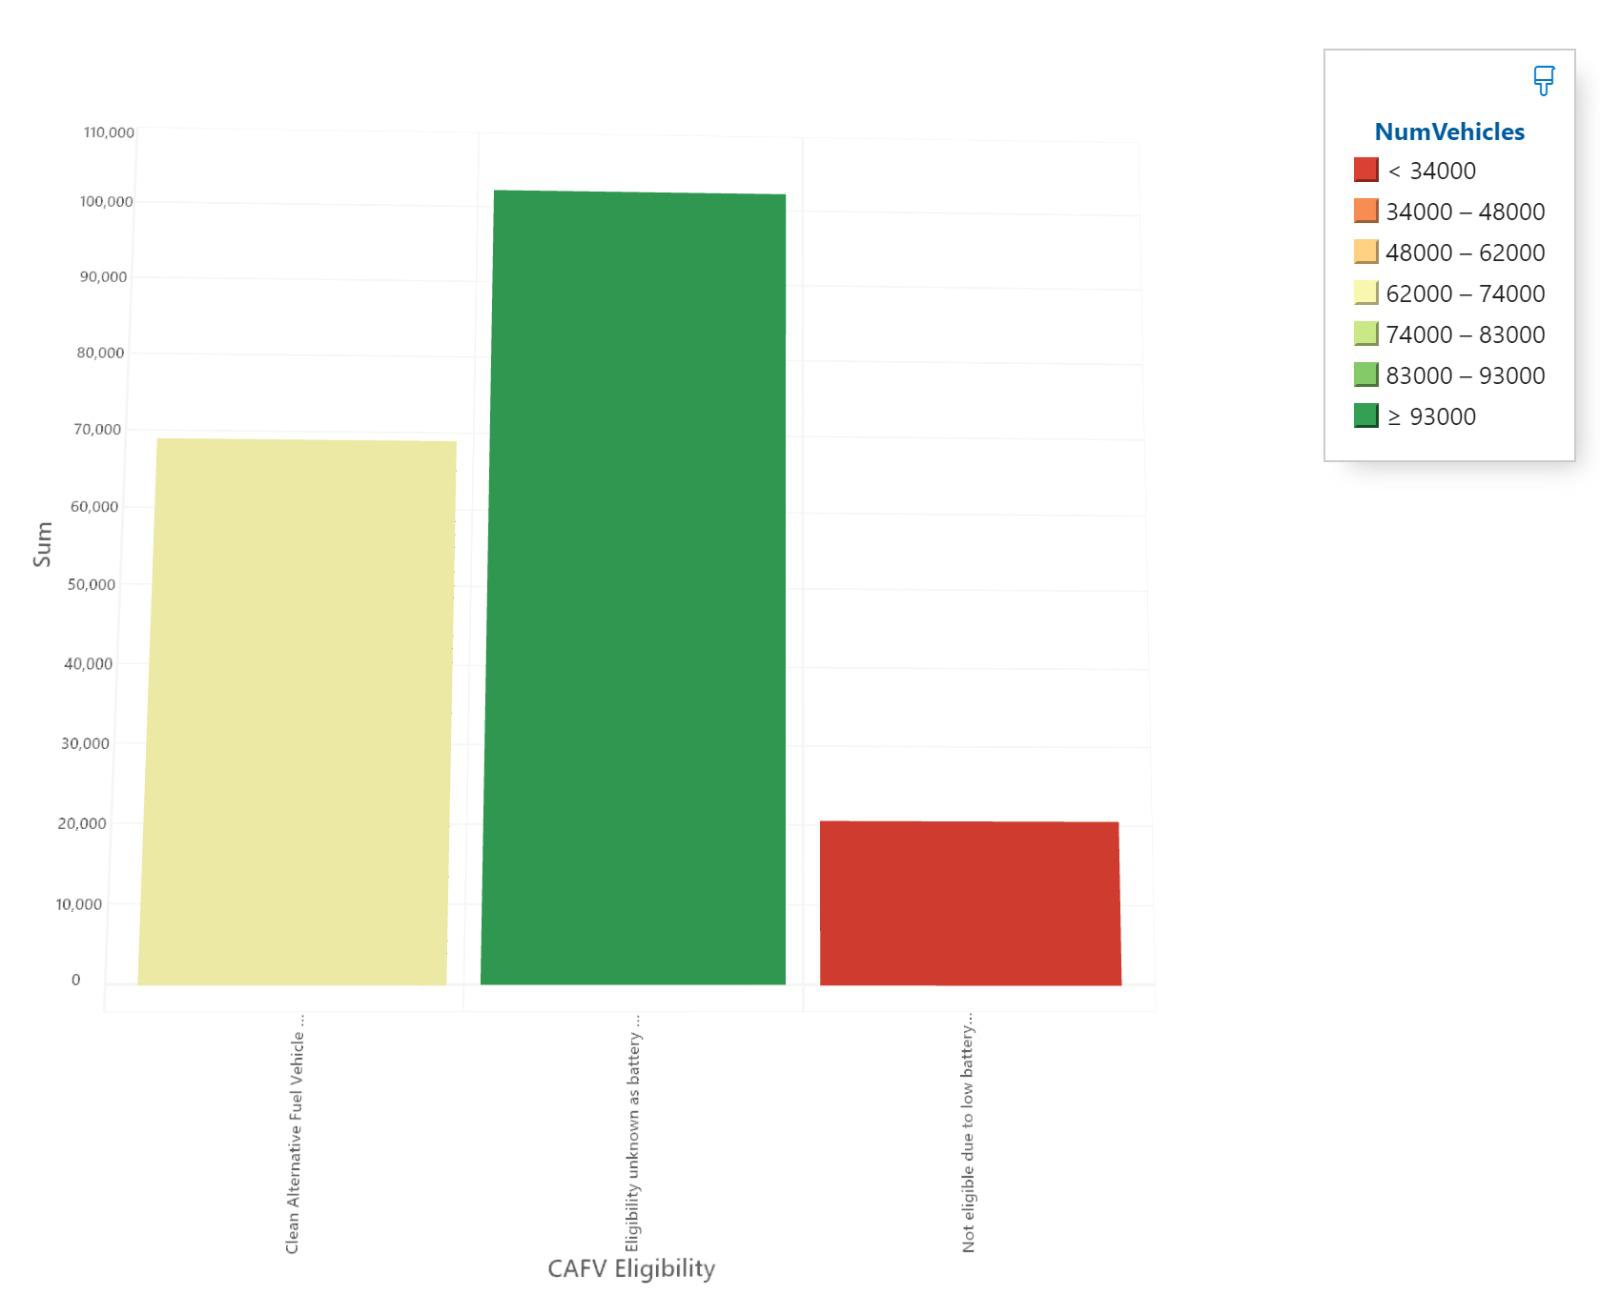 110,000
100,000
90,000
80,000
70,000
60,000
50,000
40,000
30,000
20,000
10,000
0
Sum
Clean Alternative Fuel Vehicle ...
Eligibility unknown as battery ...
Not eligible due to low battery...
CAFV Eligibility
NumVehicles
< 34000
34000 – 48000
48000 – 62000
62000 – 74000
74000 – 83000
83000 – 93000
≥ 93000